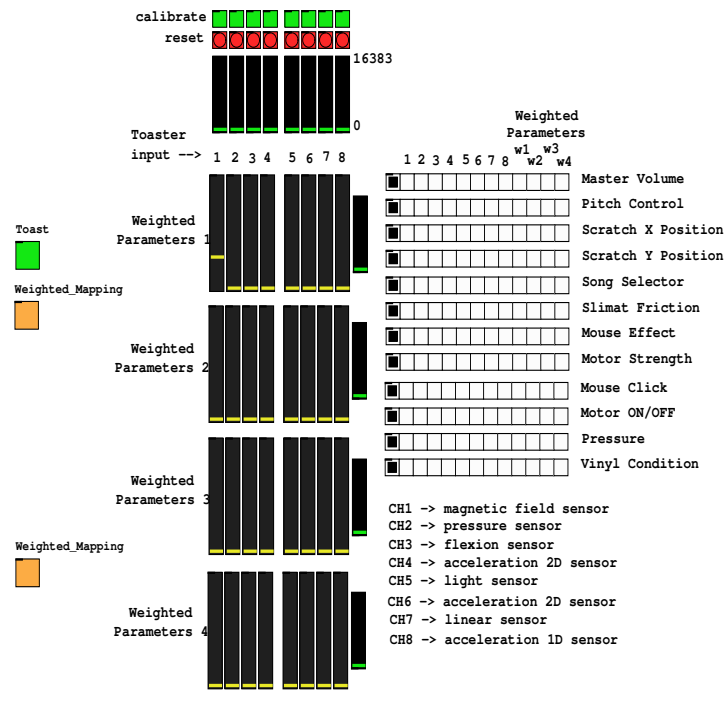 calibrate
reset
16383
0
Toaster
input -->
1 2 3 4 5 6 7 8
Weighted
Parameters
1 2 3 4 5 6 7 8 w1 w2 w3 w4
Master Volume
Pitch Control
Scratch X Position
Scratch Y Position
Song Selector
Slimat Friction
Mouse Effect
Motor Strength
Mouse Click
Motor ON/OFF
Pressure
Vinyl Condition
Toast
Weighted_Mapping
Weighted
Parameters 1
Weighted
Parameters 2
Weighted
Parameters 3
Weighted_Mapping
Weighted
Parameters 4
CH1 -> magnetic field sensor
CH2 -> pressure sensor
CH3 -> flexion sensor
CH4 -> acceleration 2D sensor
CH5 -> light sensor
CH6 -> acceleration 2D sensor
CH7 -> linear sensor
CH8 -> acceleration 1D sensor